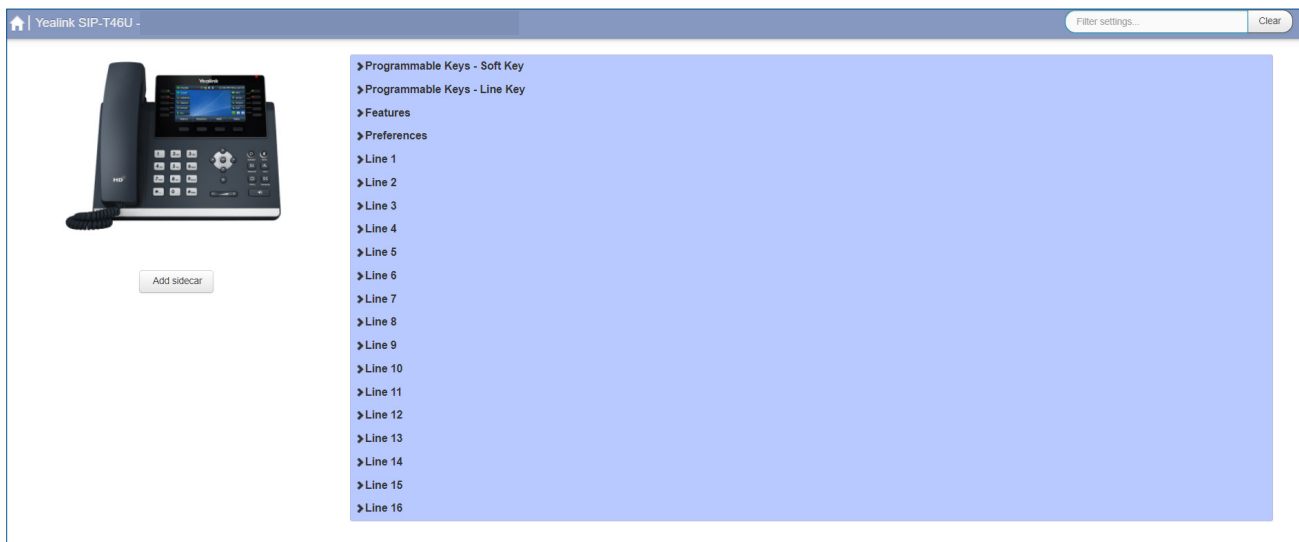 Yealink SIP-T46U -
Filter settings...
Clear
Yealink
HD
Add sidecar
Programmable Keys - Soft Key
Programmable Keys - Line Key
Features
Preferences
Line 1
Line 2
Line 3
Line 4
Line 5
Line 6
Line 7
Line 8
Line 9
Line 10
Line 11
Line 12
Line 13
Line 14
Line 15
Line 16